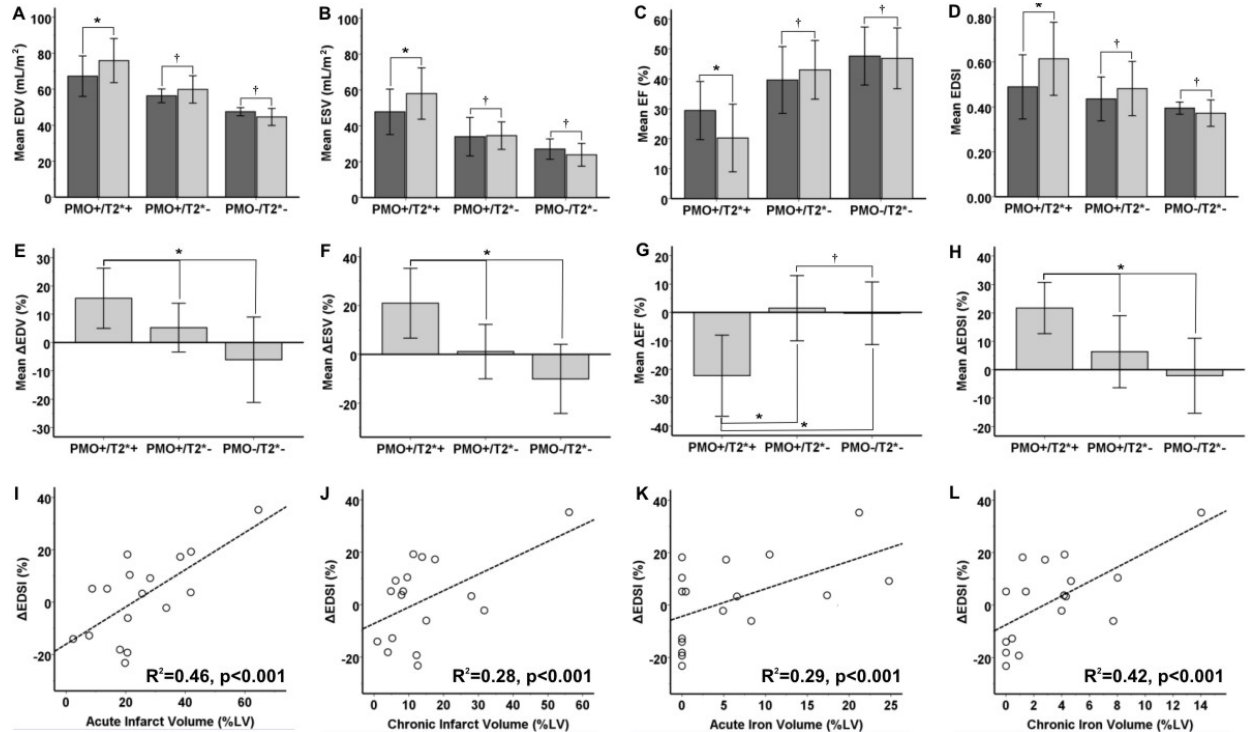 A
Mean EDV (mL/m²)
100
80
60
40
20
0
*
†
†
PMO+/T2*+ PMO+/T2*- PMO-/T2*-
B
Mean ESV (mL/m²)
100
80
60
40
20
0
*
†
†
PMO+/T2*+ PMO+/T2*- PMO-/T2*-
C
Mean EF (%)
60
50
40
30
20
10
0
*
†
†
PMO+/T2*+ PMO+/T2*- PMO-/T2*-
D
Mean EDSI
0.80
0.60
0.40
0.20
0.00
*
†
†
PMO+/T2*+ PMO+/T2*- PMO-/T2*-
E
Mean ΔEDV (%)
30
20
10
0
-10
-20
-30
*
PMO+/T2*+ PMO+/T2*- PMO-/T2*-
F
Mean ΔESV (%)
40
20
0
-20
*
PMO+/T2*+ PMO+/T2*- PMO-/T2*-
G
Mean ΔEF (%)
20
10
0
-10
-20
-30
-40
†
*
*
PMO+/T2*+ PMO+/T2*- PMO-/T2*-
H
Mean ΔEDSI (%)
40
30
20
10
0
-10
-20
*
PMO+/T2*+ PMO+/T2*- PMO-/T2*-
I
ΔEDSI (%)
40
20
0
-20
R²=0.46, p<0.001
0 20 40 60
Acute Infarct Volume (%LV)
J
ΔEDSI (%)
40
20
0
-20
R²=0.28, p<0.001
0 10 20 30 40 50 60
Chronic Infarct Volume (%LV)
K
ΔEDSI (%)
40
20
0
-20
R²=0.29, p<0.001
0 5 10 15 20 25
Acute Iron Volume (%LV)
L
ΔEDSI (%)
40
20
0
-20
R²=0.42, p<0.001
0 2 4 6 8 10 12 14
Chronic Iron Volume (%LV)